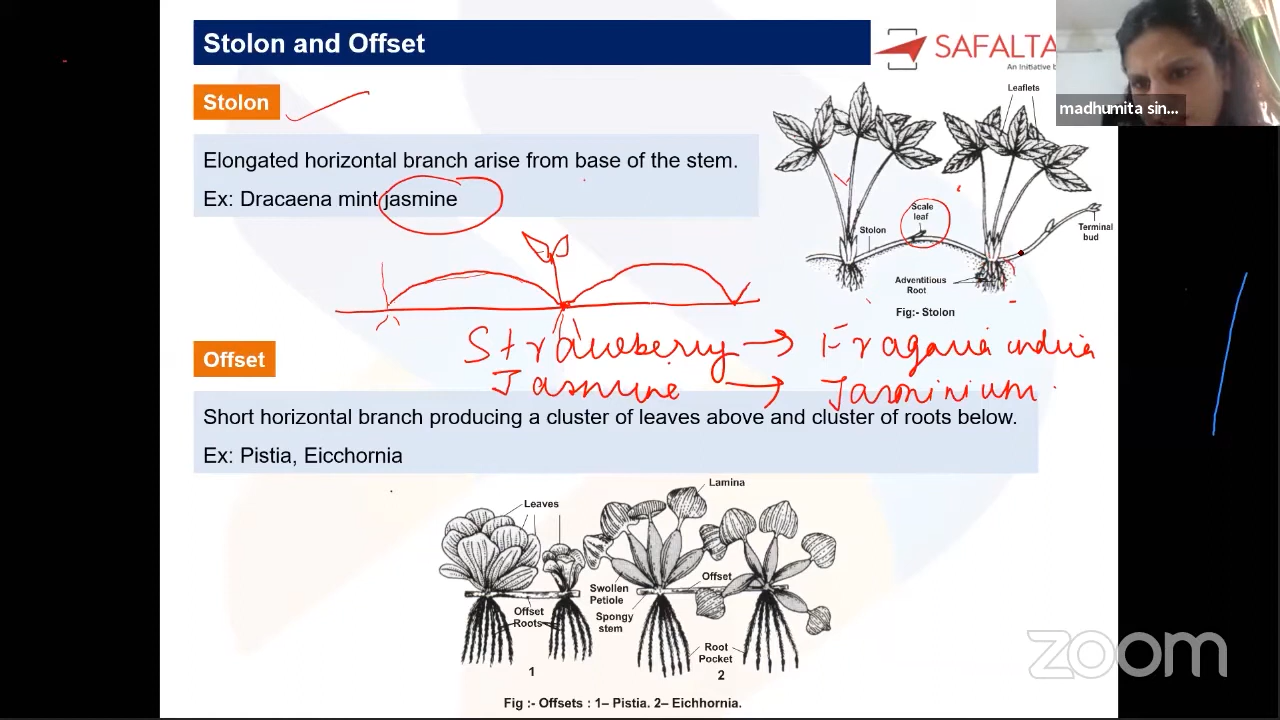 Stolon and Offset
SAFALTA
An Initiative b
madhumita sin...
Stolon
Elongated horizontal branch arise from base of the stem.
Ex: Dracaena mint jasmine
Leaflets
Scale
leaf
Stolon
Terminal
bud
Adventitious
Root
Fig:- Stolon
Strawberry → Fragaria indica
Jasmine → Jasminium
Offset
Short horizontal branch producing a cluster of leaves above and cluster of roots below.
Ex: Pistia, Eicchornia
Leaves
Offset
Roots
1
Lamina
Swollen
Petiole
Offset
Spongy
stem
Root
Pocket
2
Fig :- Offsets : 1– Pistia. 2– Eichhornia.
zoom